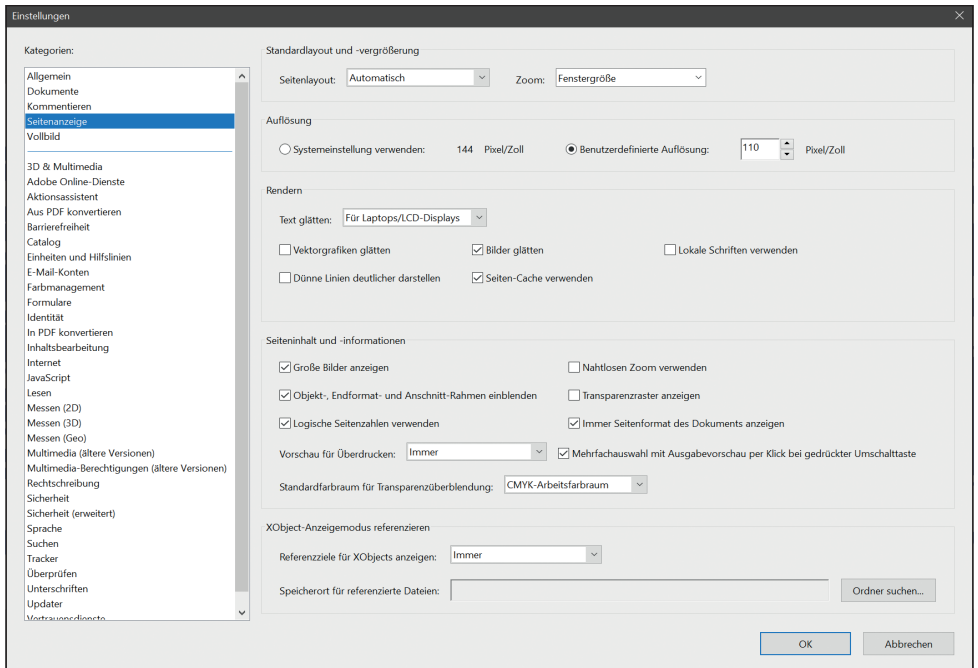 Einstellungen
Kategorien:
Allgemein
Dokumente
Kommentieren
Seitenanzeige
Vollbild
3D & Multimedia
Adobe Online-Dienste
Aktionsassistent
Aus PDF konvertieren
Barrierefreiheit
Catalog
Einheiten und Hilfslinien
E-Mail-Konten
Farbmanagement
Formulare
Identität
In PDF konvertieren
Inhaltsbearbeitung
Internet
JavaScript
Lesen
Messen (2D)
Messen (3D)
Messen (Geo)
Multimedia (ältere Versionen)
Multimedia-Berechtigungen (ältere Versionen)
Rechtschreibung
Sicherheit
Sicherheit (erweitert)
Sprache
Suchen
Tracker
Überprüfen
Unterschriften
Updater
Vertrauensdienste
Standardlayout und -vergrößerung
Seitenlayout: Automatisch Zoom: Fenstergröße
Auflösung
Systemeinstellung verwenden: 144 Pixel/Zoll Benutzerdefinierte Auflösung: 110 Pixel/Zoll
Rendern
Text glätten: Für Laptops/LCD-Displays
Vektorgrafiken glätten Bilder glätten Lokale Schriften verwenden
Dünne Linien deutlicher darstellen Seiten-Cache verwenden
Seiteninhalt und -informationen
Große Bilder anzeigen Nahtlosen Zoom verwenden
Objekt-, Endformat- und Anschnitt-Rahmen einblenden Transparenzraster anzeigen
Logische Seitenzahlen verwenden Immer Seitenformat des Dokuments anzeigen
Vorschau für Überdrucken: Immer Mehrfachauswahl mit Ausgabevorschau per Klick bei gedrückter Umschalttaste
Standardfarbraum für Transparenzüberblendung: CMYK-Arbeitsfarbraum
XObject-Anzeigemodus referenzieren
Referenzziele für XObjects anzeigen: Immer
Speicherort für referenzierte Dateien: Ordner suchen...
OK Abbrechen